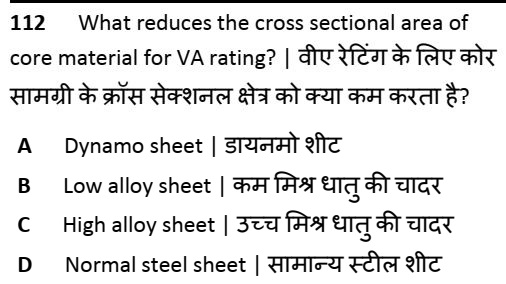 112 What reduces the cross sectional area of
core material for VA rating? | वीए रेटिंग के लिए कोर
सामग्री के क्रॉस सेक्शनल क्षेत्र को क्या कम करता है?
A Dynamo sheet | डायनमो शीट
B Low alloy sheet | कम मिश्र धातु की चादर
C High alloy sheet | उच्च मिश्र धातु की चादर
D Normal steel sheet | सामान्य स्टील शीट